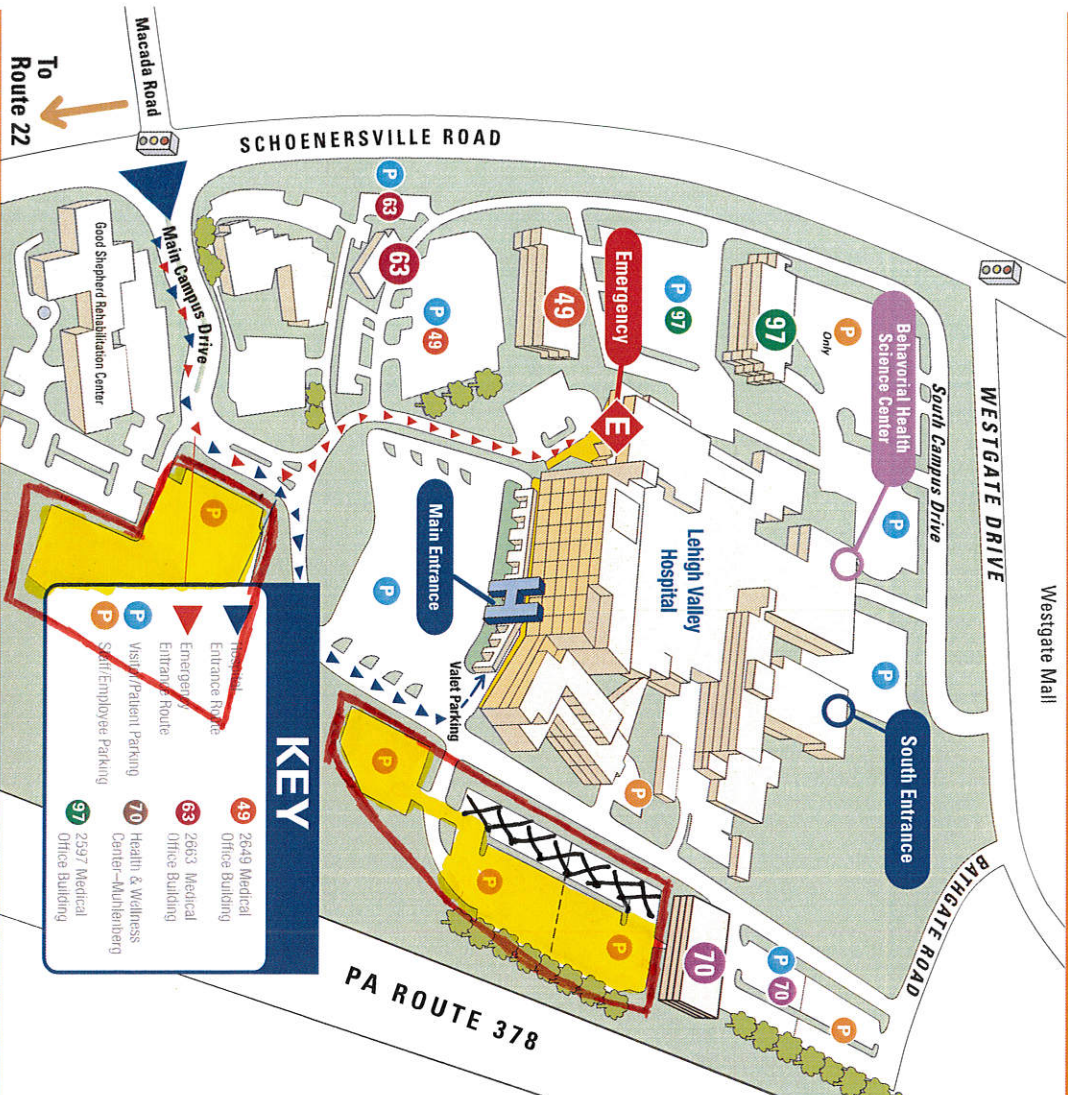 To
Route 22
Macada Road
SCHOENERSVILLE ROAD
Main Campus Drive
Good Shepherd Rehabilitation Center
P
63
63
P
49
49
Emergency
E
P
97
97
P
Only
Behavorial Health
Science Center
South Campus Drive
WESTGATE DRIVE
Westgate Mall
P
P
South Entrance
BATHGATE ROAD
Lehigh Valley
Hospital
H
Main Entrance
P
Valet Parking
P
P
P
P
P
70
P
70
P
PA ROUTE 378
KEY
Hospital
Entrance Route
Emergency
Entrance Route
P Visitor/Patient Parking
P Staff/Employee Parking
49 2649 Medical
Office Building
63 2663 Medical
Office Building
70 Health & Wellness
Center–Muhlenberg
97 2597 Medical
Office Building